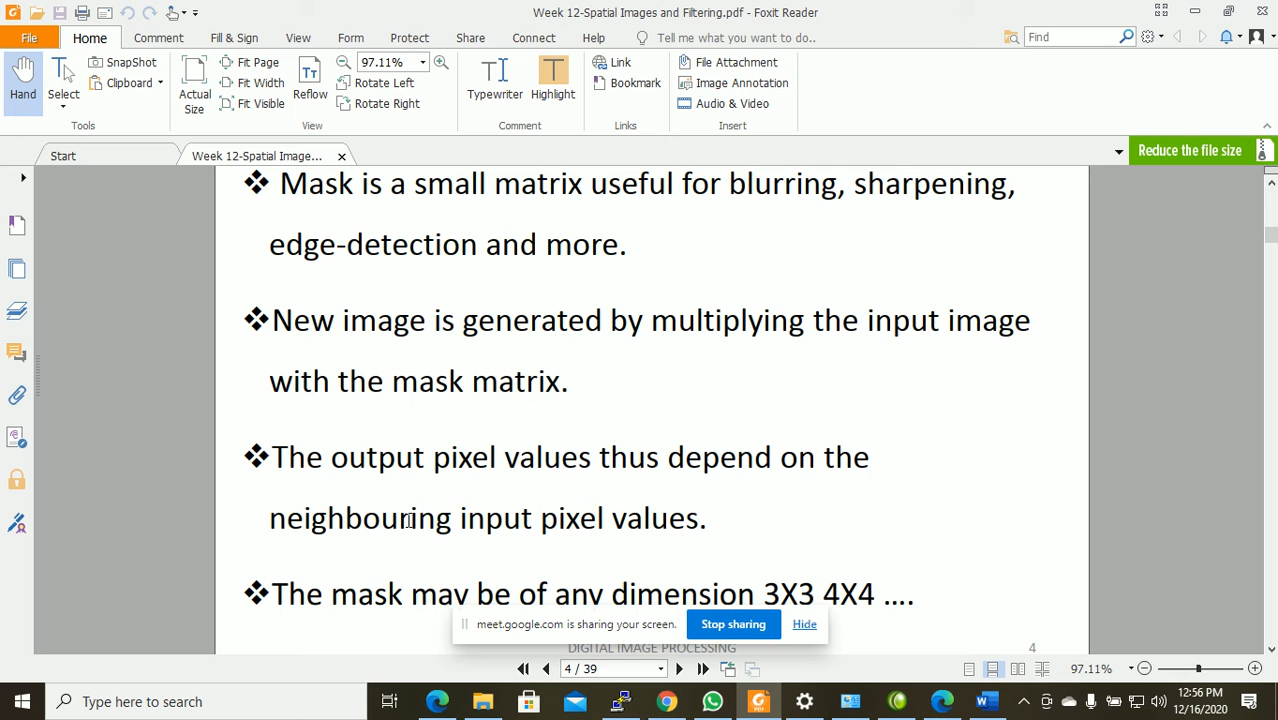 Week 12-Spatial Images and Filtering.pdf - Foxit Reader
File Home Comment Fill & Sign View Form Protect Share Connect Help Tell me what you want to do.. Find
Hand
Select
SnapShot
Clipboard
Tools
Actual Size
Fit Page
Fit Width
Fit Visible
Reflow
97.11%
Rotate Left
Rotate Right
View
Typewriter
Highlight
Comment
Link
Bookmark
Links
File Attachment
Image Annotation
Audio & Video
Insert
Start
Week 12-Spatial Image...
Reduce the file size
Mask is a small matrix useful for blurring, sharpening,
edge-detection and more.
New image is generated by multiplying the input image
with the mask matrix.
The output pixel values thus depend on the
neighbouring input pixel values.
The mask may be of any dimension 3X3 4X4 ....
meet.google.com is sharing your screen. Stop sharing Hide
DIGITAL IMAGE PROCESSING 4
4 / 39
97.11%
Type here to search
12:56 PM
12/16/2020